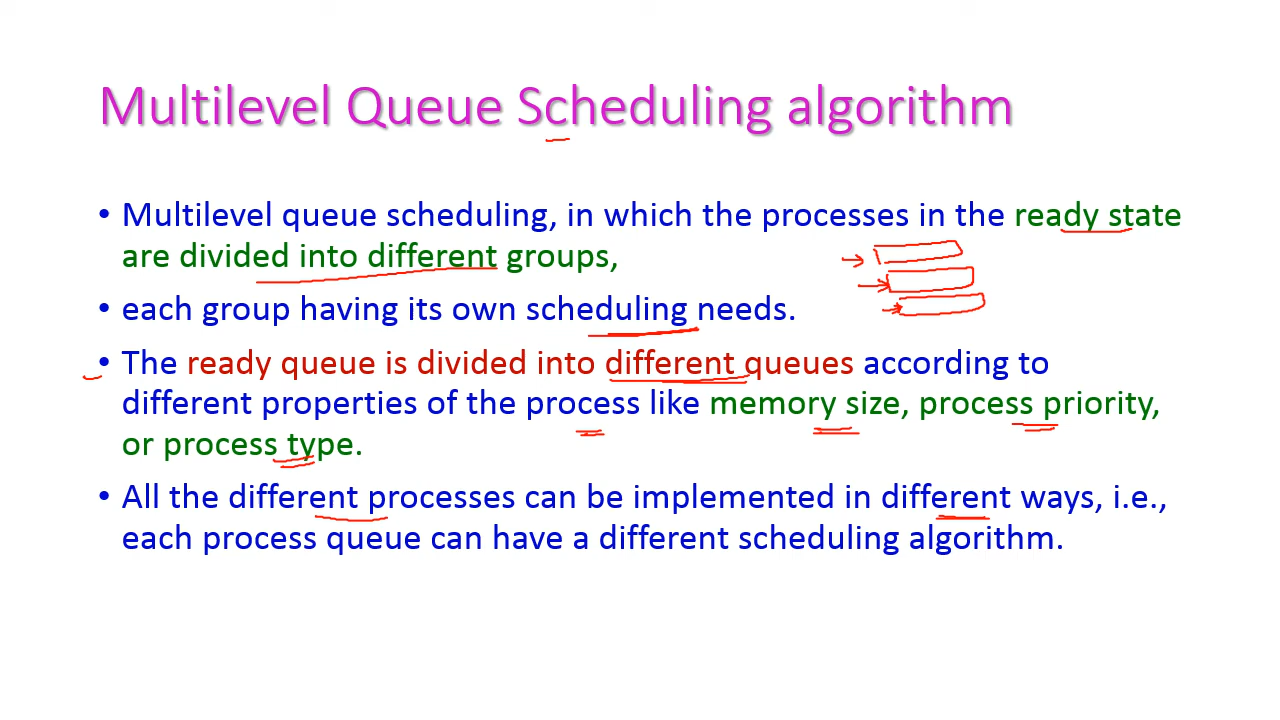 Multilevel Queue Scheduling algorithm
• Multilevel queue scheduling, in which the processes in the ready state
are divided into different groups,
• each group having its own scheduling needs.
• The ready queue is divided into different queues according to
different properties of the process like memory size, process priority,
or process type.
• All the different processes can be implemented in different ways, i.e.,
each process queue can have a different scheduling algorithm.